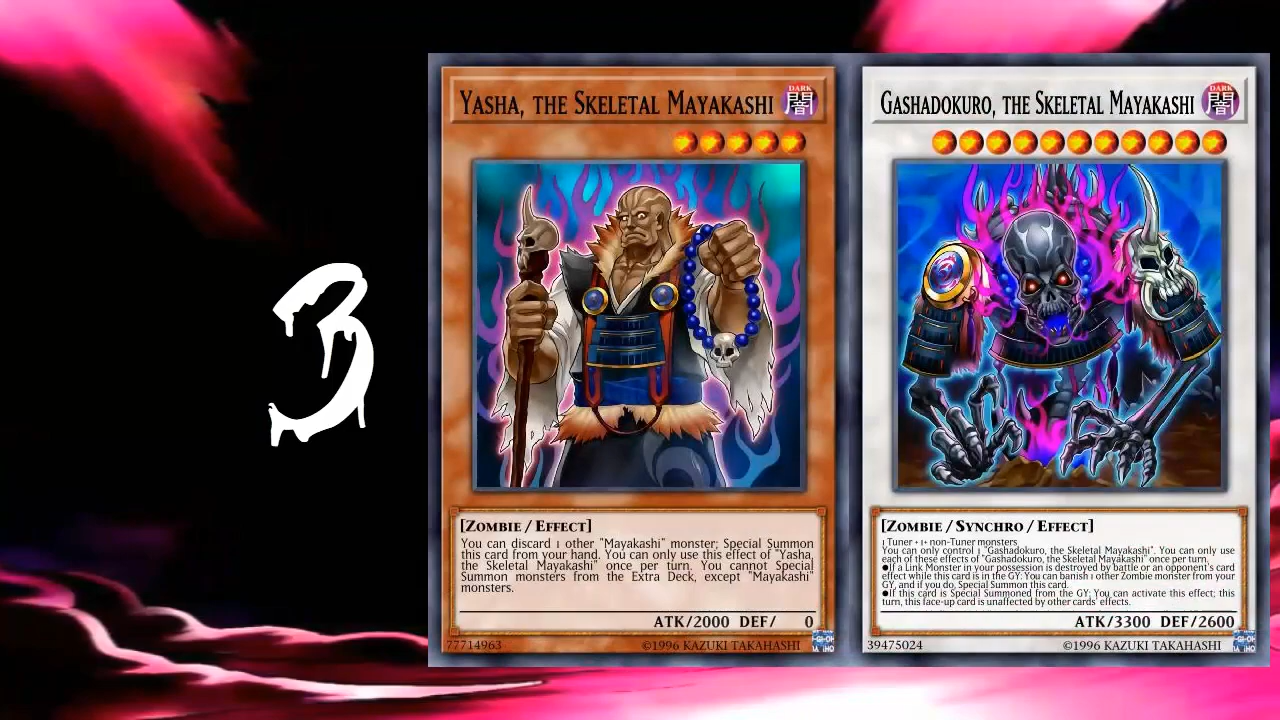 3
YASHA, THE SKELETAL MAYAKASHI
DARK
闇
[ZOMBIE / EFFECT]
You can discard 1 other "Mayakashi" monster; Special Summon
this card from your hand. You can only use this effect of "Yasha,
the Skeletal Mayakashi" once per turn. You cannot Special
Summon monsters from the Extra Deck, except "Mayakashi"
monsters.
ATK/2000 DEF/ 0
77714963
©1996 KAZUKI TAKAHASHI
GASHADOKURO, THE SKELETAL MAYAKASHI
DARK
闇
[ZOMBIE / SYNCHRO / EFFECT]
1 Tuner + 1+ non-Tuner monsters
You can only control 1 "Gashadokuro, the Skeletal Mayakashi". You can only use
each of these effects of "Gashadokuro, the Skeletal Mayakashi" once per turn.
●If a Link Monster in your possession is destroyed by battle or an opponent's card
effect while this card is in the GY: You can banish 1 other Zombie monster from your
GY, and if you do, Special Summon this card.
●If this card is Special Summoned from the GY: You can activate this effect; this
turn, this face-up card is unaffected by other cards' effects.
ATK/3300 DEF/2600
39475024
©1996 KAZUKI TAKAHASHI